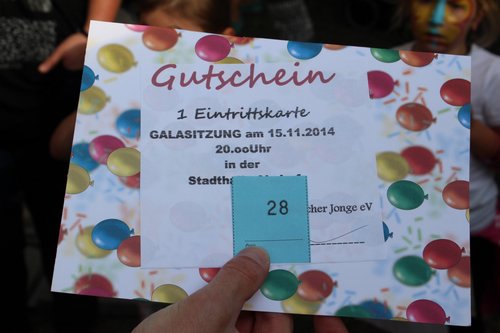 Gutschein
1 Eintrittskarte
GALASITZUNG am 15.11.2014
20.ooUhr
in der
28
cher Jonge eV